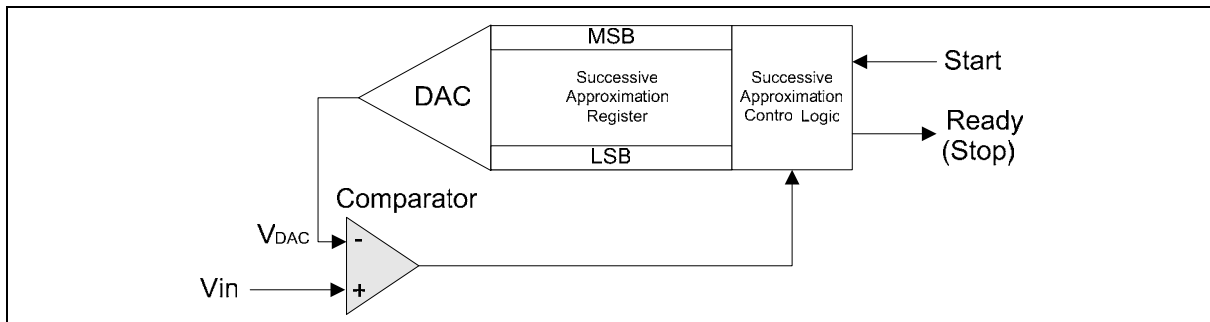 MSB
DAC
Successive
Approximation
Register
LSB
Successive
Approximation
Contro Logic
Start
Ready
(Stop)
Comparator
VDAC
-
Vin
+